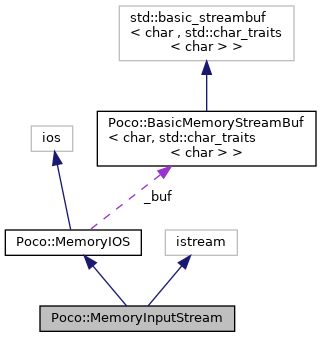 std::basic_streambuf
< char , std::char_traits
< char > >
Poco::BasicMemoryStreamBuf
< char, std::char_traits
< char > >
ios
_buf
Poco::MemoryIOS
istream
Poco::MemoryInputStream